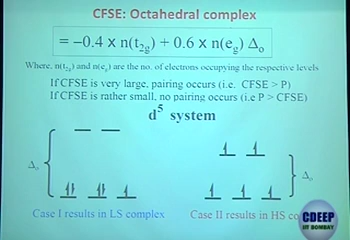 CFSE: Octahedral complex
= –0.4 x n(t₂g) + 0.6 x n(eg) Δₒ
Where, n(t₂g) and n(eg) are the no. of electrons occupying the respective levels
If CFSE is very large, pairing occurs (i.e. CFSE > P)
If CFSE is rather small, no pairing occurs (i.e P > CFSE)
d⁵ system
Δₒ
Δₒ
Case I results in LS complex
Case II results in HS co
CDEEP
IIT BOMBAY